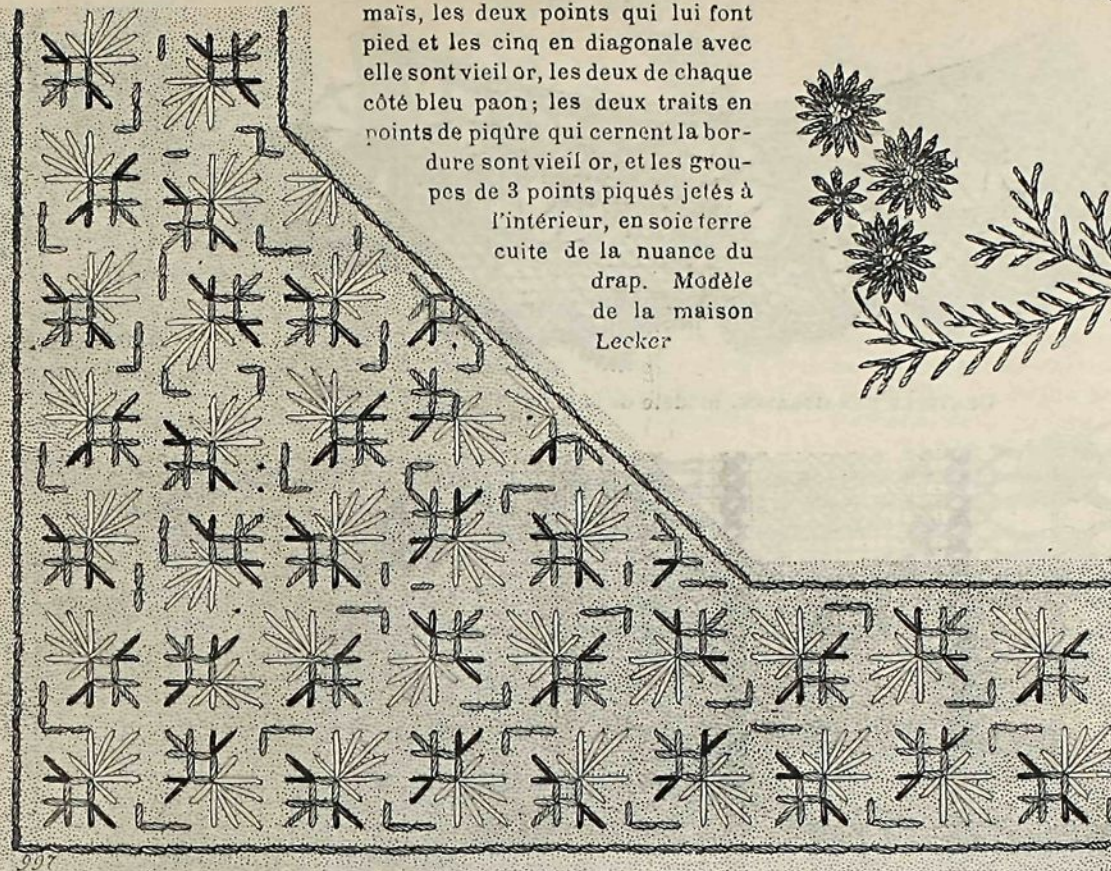 maïs, les deux points qui lui font
pied et les cinq en diagonale avec
elle sont vieil or, les deux de chaque
côté bleu paon; les deux traits en
points de piqûre qui cernent la bor-
dure sont vieil or, et les grou-
pes de 3 points piqués jetés à
l'intérieur, en soie terre
cuite de la nuance du
drap. Modèle
de la maison
Lecker
997